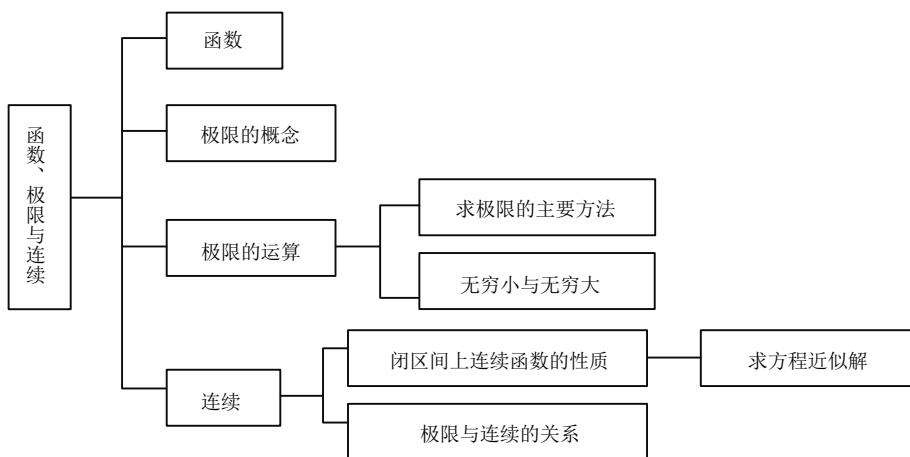 函数、极限与连续
函数
极限的概念
极限的运算
求极限的主要方法
无穷小与无穷大
连续
闭区间上连续函数的性质
求方程近似解
极限与连续的关系